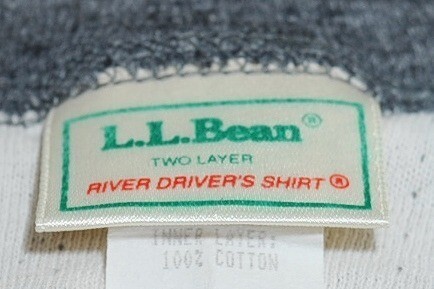 L.L.Bean®
TWO LAYER
RIVER DRIVER'S SHIRT®
INNER LAYER:
100% COTTON